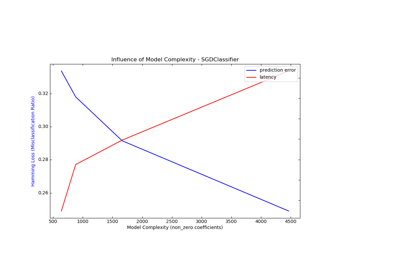 Influence of Model Complexity - SGDClassifier
prediction error
latency
Hamming Loss (Misclassification Ratio)
0.32
0.30
0.28
0.26
500 1000 1500 2000 2500 3000 3500 4000 4500
Model Complexity (non_zero coefficients)